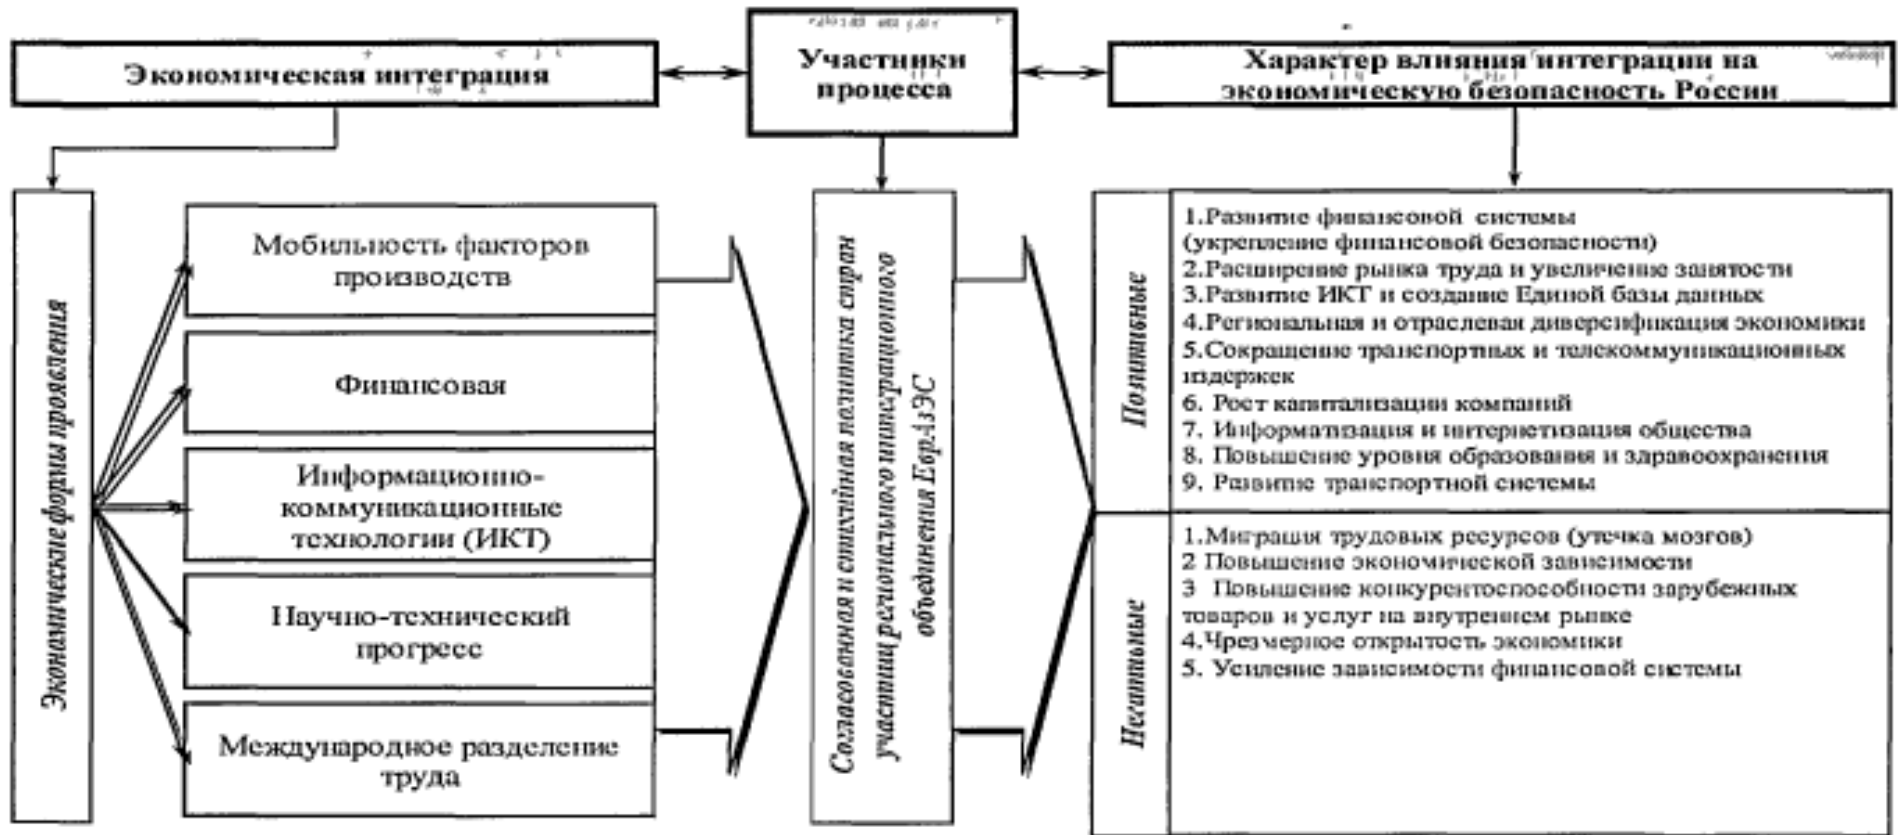 Экономическая интеграция
Участники
процесса
Характер влияния интеграции на
экономическую безопасность России
Экономические формы проявления
Мобильность факторов
производств
Финансовая
Информационно-
коммуникационные
технологии (ИКТ)
Научно-технический
прогресс
Международное разделение
труда
Согласованная и стихийная политика стран
участниц регионального интеграционного
объединения ЕврАзЭС
Позитивные
1.Развитие финансовой системы
(укрепление финансовой безопасности)
2.Расширение рынка труда и увеличение занятости
3.Развитие ИКТ и создание Единой базы данных
4.Региональная и отраслевая диверсификация экономики
5.Сокращение транспортных и телекоммуникационных
издержек
6. Рост капитализации компаний
7. Информатизация и интернетизация общества
8. Повышение уровня образования и здравоохранения
9. Развитие транспортной системы
Негативные
1.Миграция трудовых ресурсов (утечка мозгов)
2 Повышение экономической зависимости
3 Повышение конкурентоспособности зарубежных
товаров и услуг на внутреннем рынке
4.Чрезмерное открытость экономики
5. Усиление зависимости финансовой системы